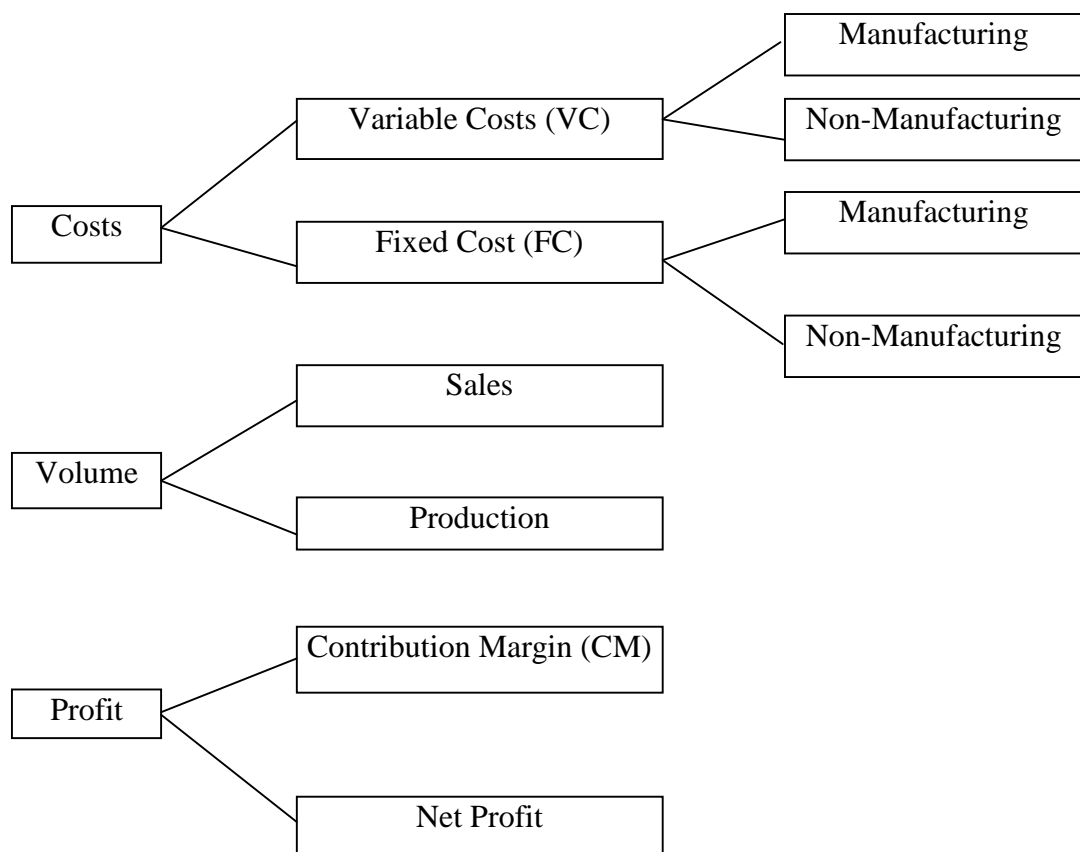 Manufacturing
Variable Costs (VC)
Non-Manufacturing
Costs
Manufacturing
Fixed Cost (FC)
Non-Manufacturing
Sales
Volume
Production
Contribution Margin (CM)
Profit
Net Profit